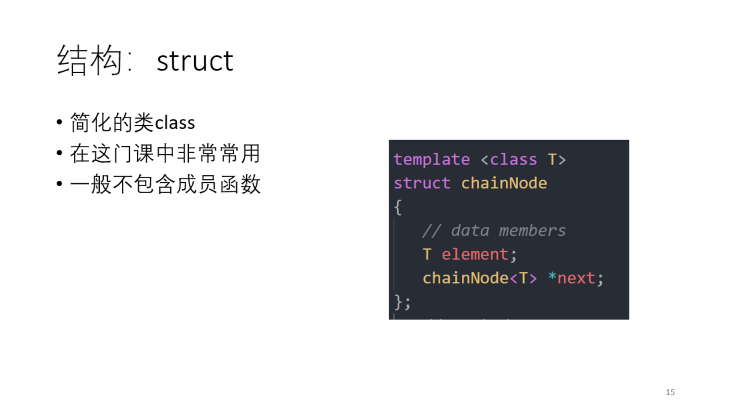 结构：struct
• 简化的类class
• 在这门课中非常常用
• 一般不包含成员函数
template <class T>
struct chainNode
{
// data members
T element;
chainNode<T> *next;
};
15